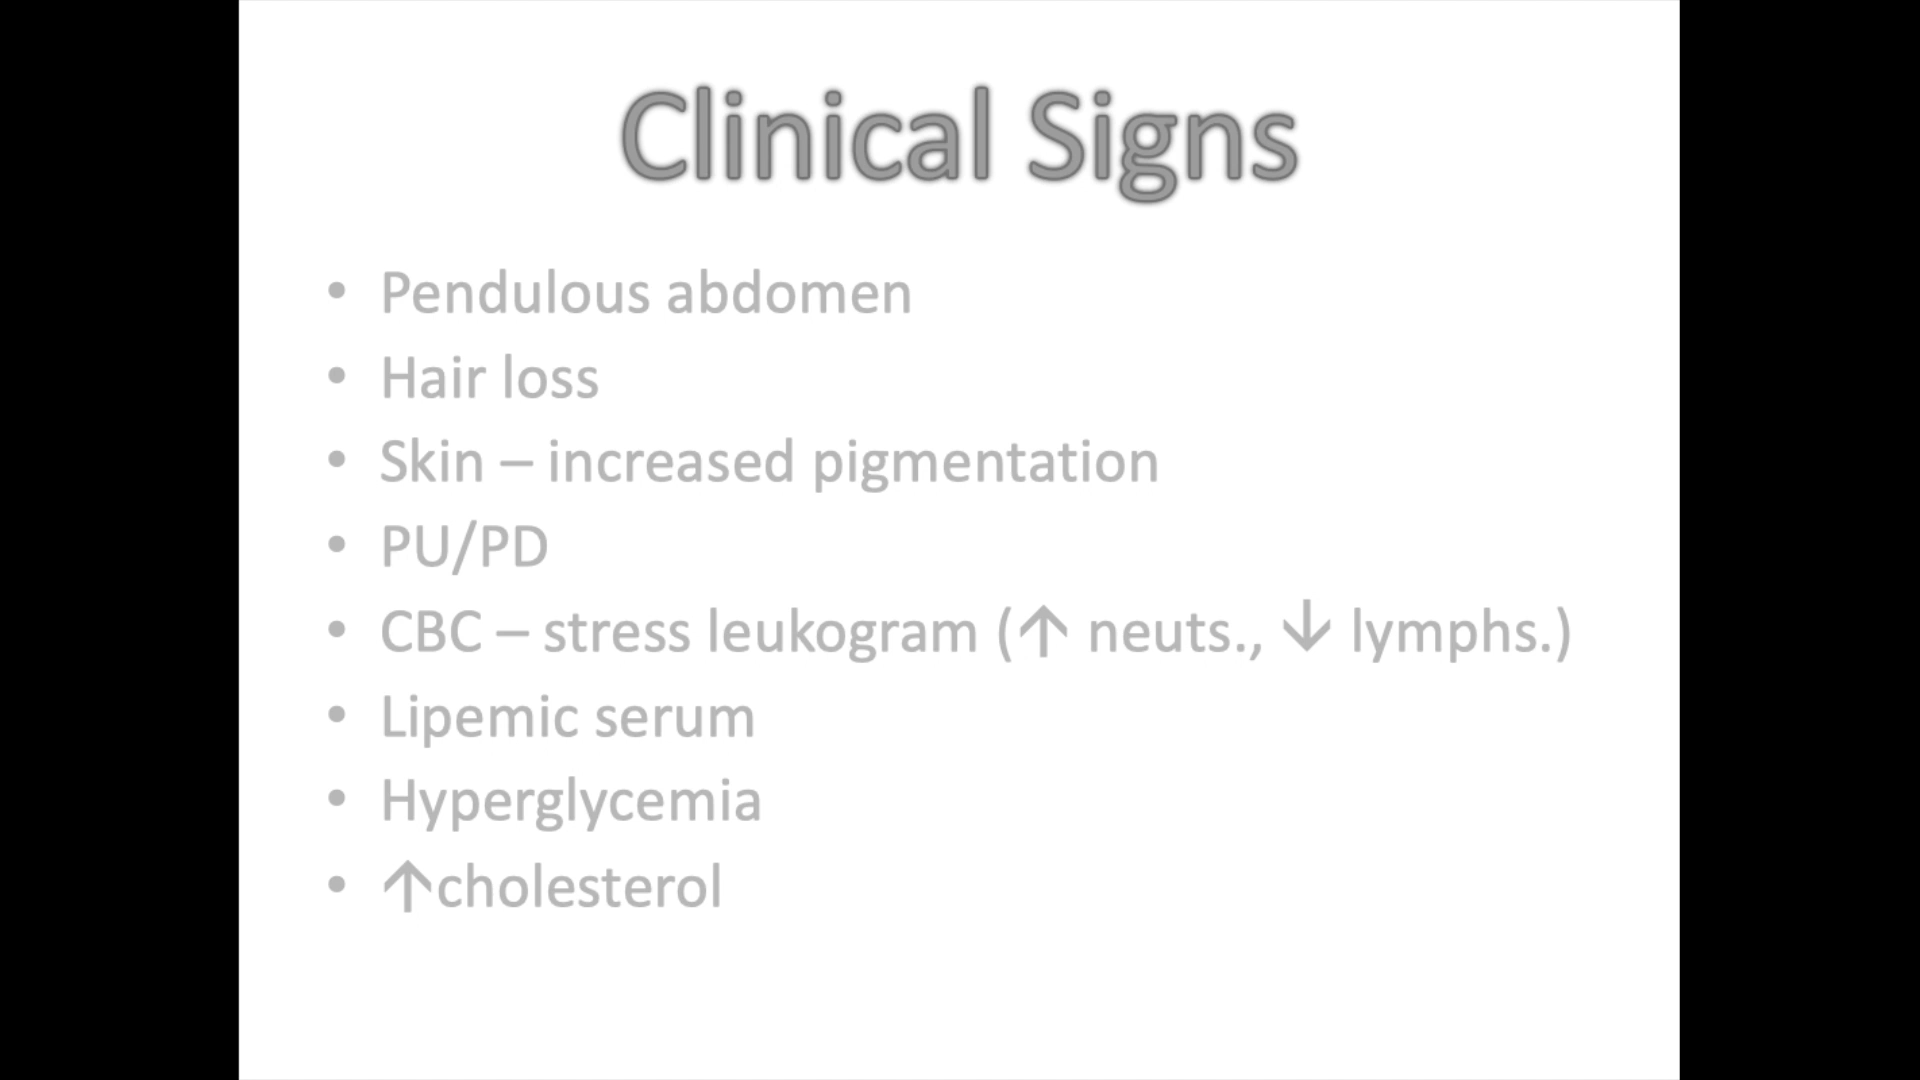 Clinical Signs
• Pendulous abdomen
• Hair loss
• Skin – increased pigmentation
• PU/PD
• CBC – stress leukogram (↑ neuts., ↓ lymphs.)
• Lipemic serum
• Hyperglycemia
• ↑cholesterol